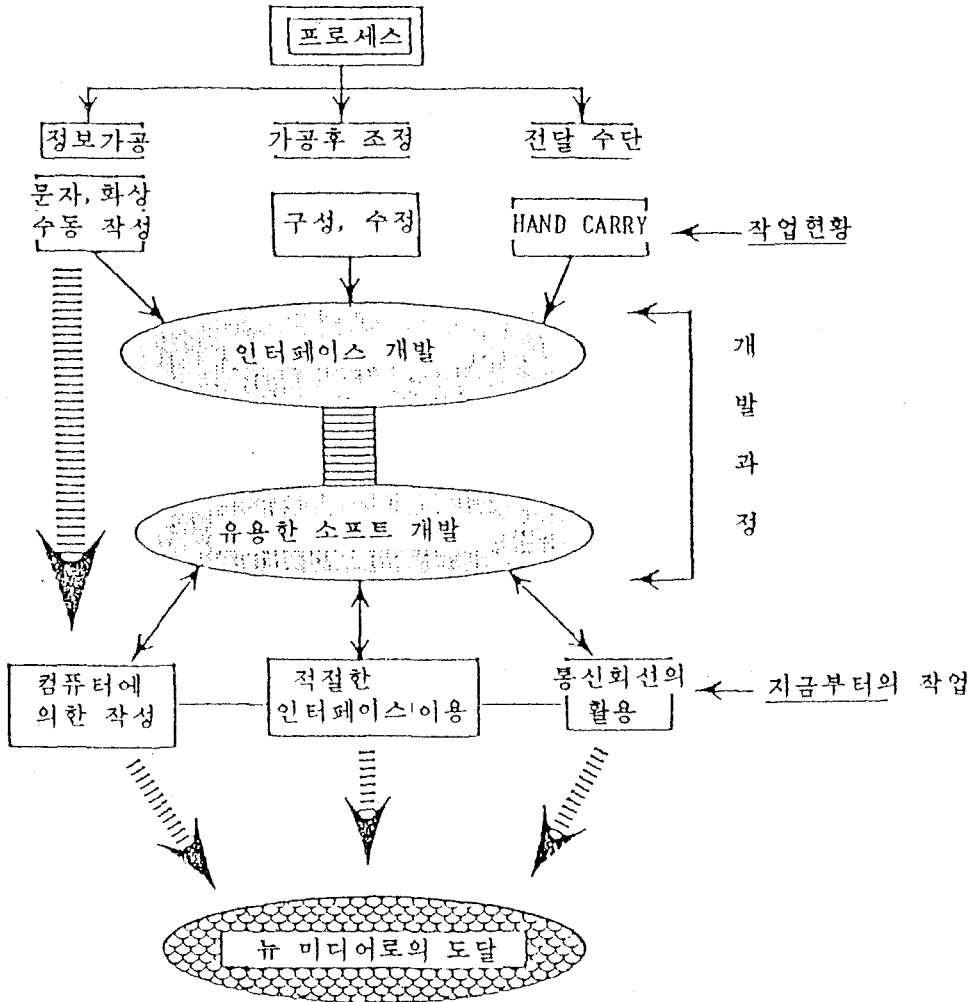 프로세스
정보가공
가공후 조정
전달 수단
문자, 화상
수동 작성
구성, 수정
HAND CARRY
작업현황
인터페이스 개발
개
발
과
정
유용한 소프트 개발
컴퓨터에
의한 작성
적절한
인터페이스 이용
통신회선의
활용
지금부터의 작업
뉴 미디어로의 도달